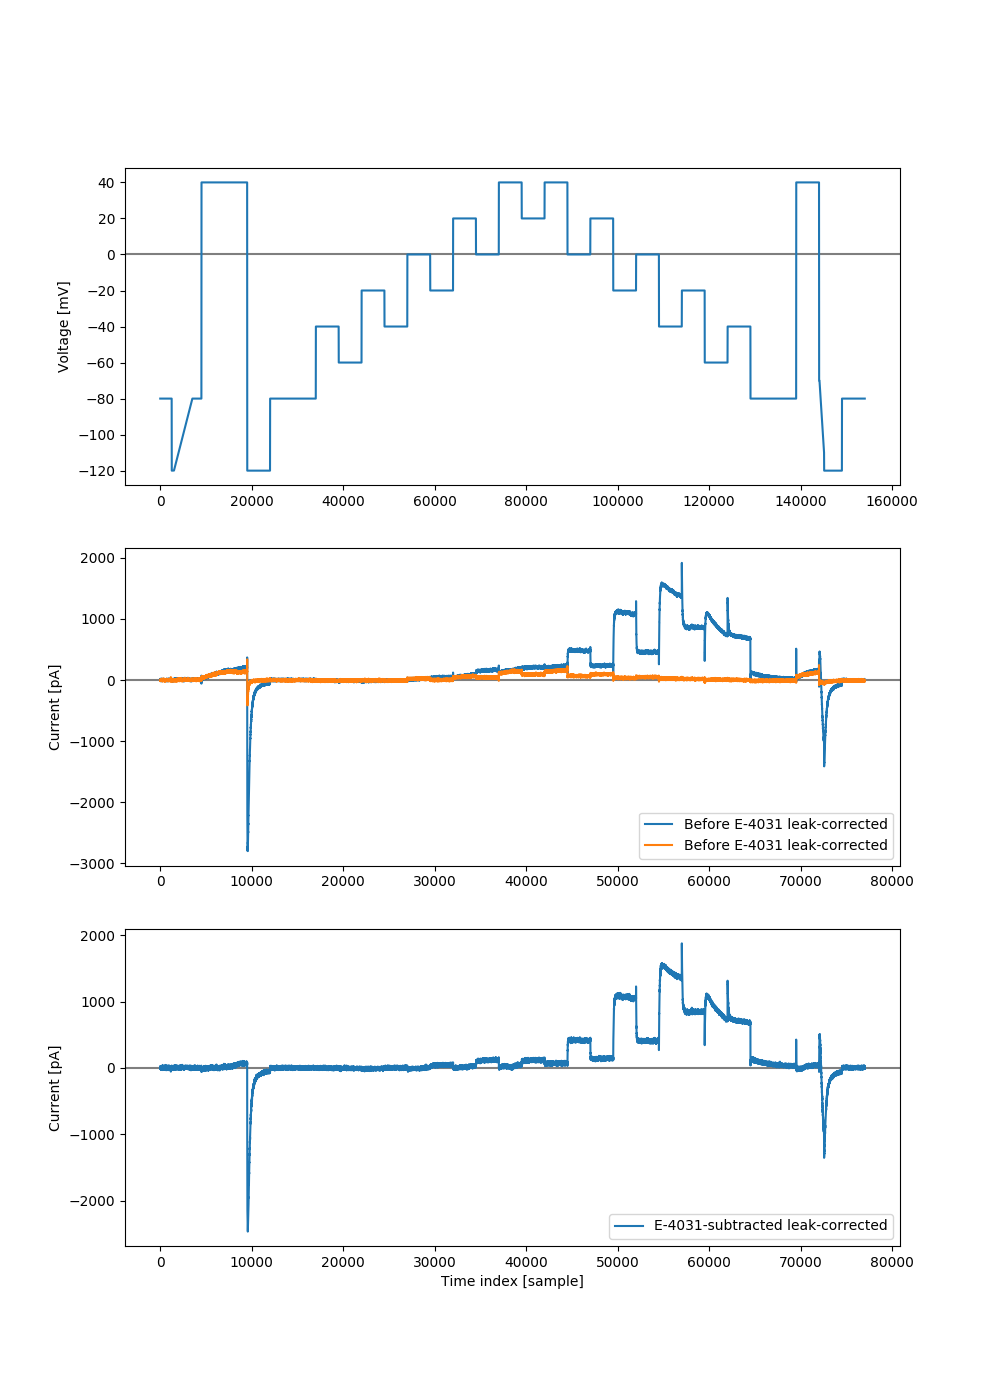 40
20
0
−20
−40
−60
−80
−100
−120
Voltage [mV]
0 20000 40000 60000 80000 100000 120000 140000 160000
2000
1000
0
−1000
−2000
−3000
Current [pA]
Before E-4031 leak-corrected
Before E-4031 leak-corrected
0 10000 20000 30000 40000 50000 60000 70000 80000
2000
1000
0
−1000
−2000
Current [pA]
E-4031-subtracted leak-corrected
0 10000 20000 30000 40000 50000 60000 70000 80000
Time index [sample]